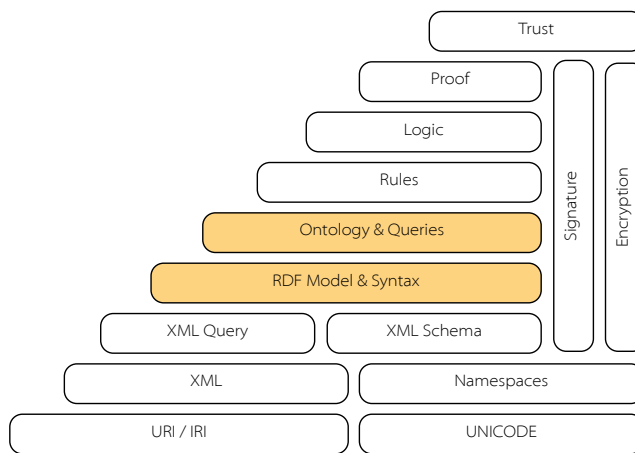 Trust
Proof
Logic
Rules
Ontology & Queries
RDF Model & Syntax
XML Query
XML Schema
Signature
Encryption
XML
Namespaces
URI / IRI
UNICODE